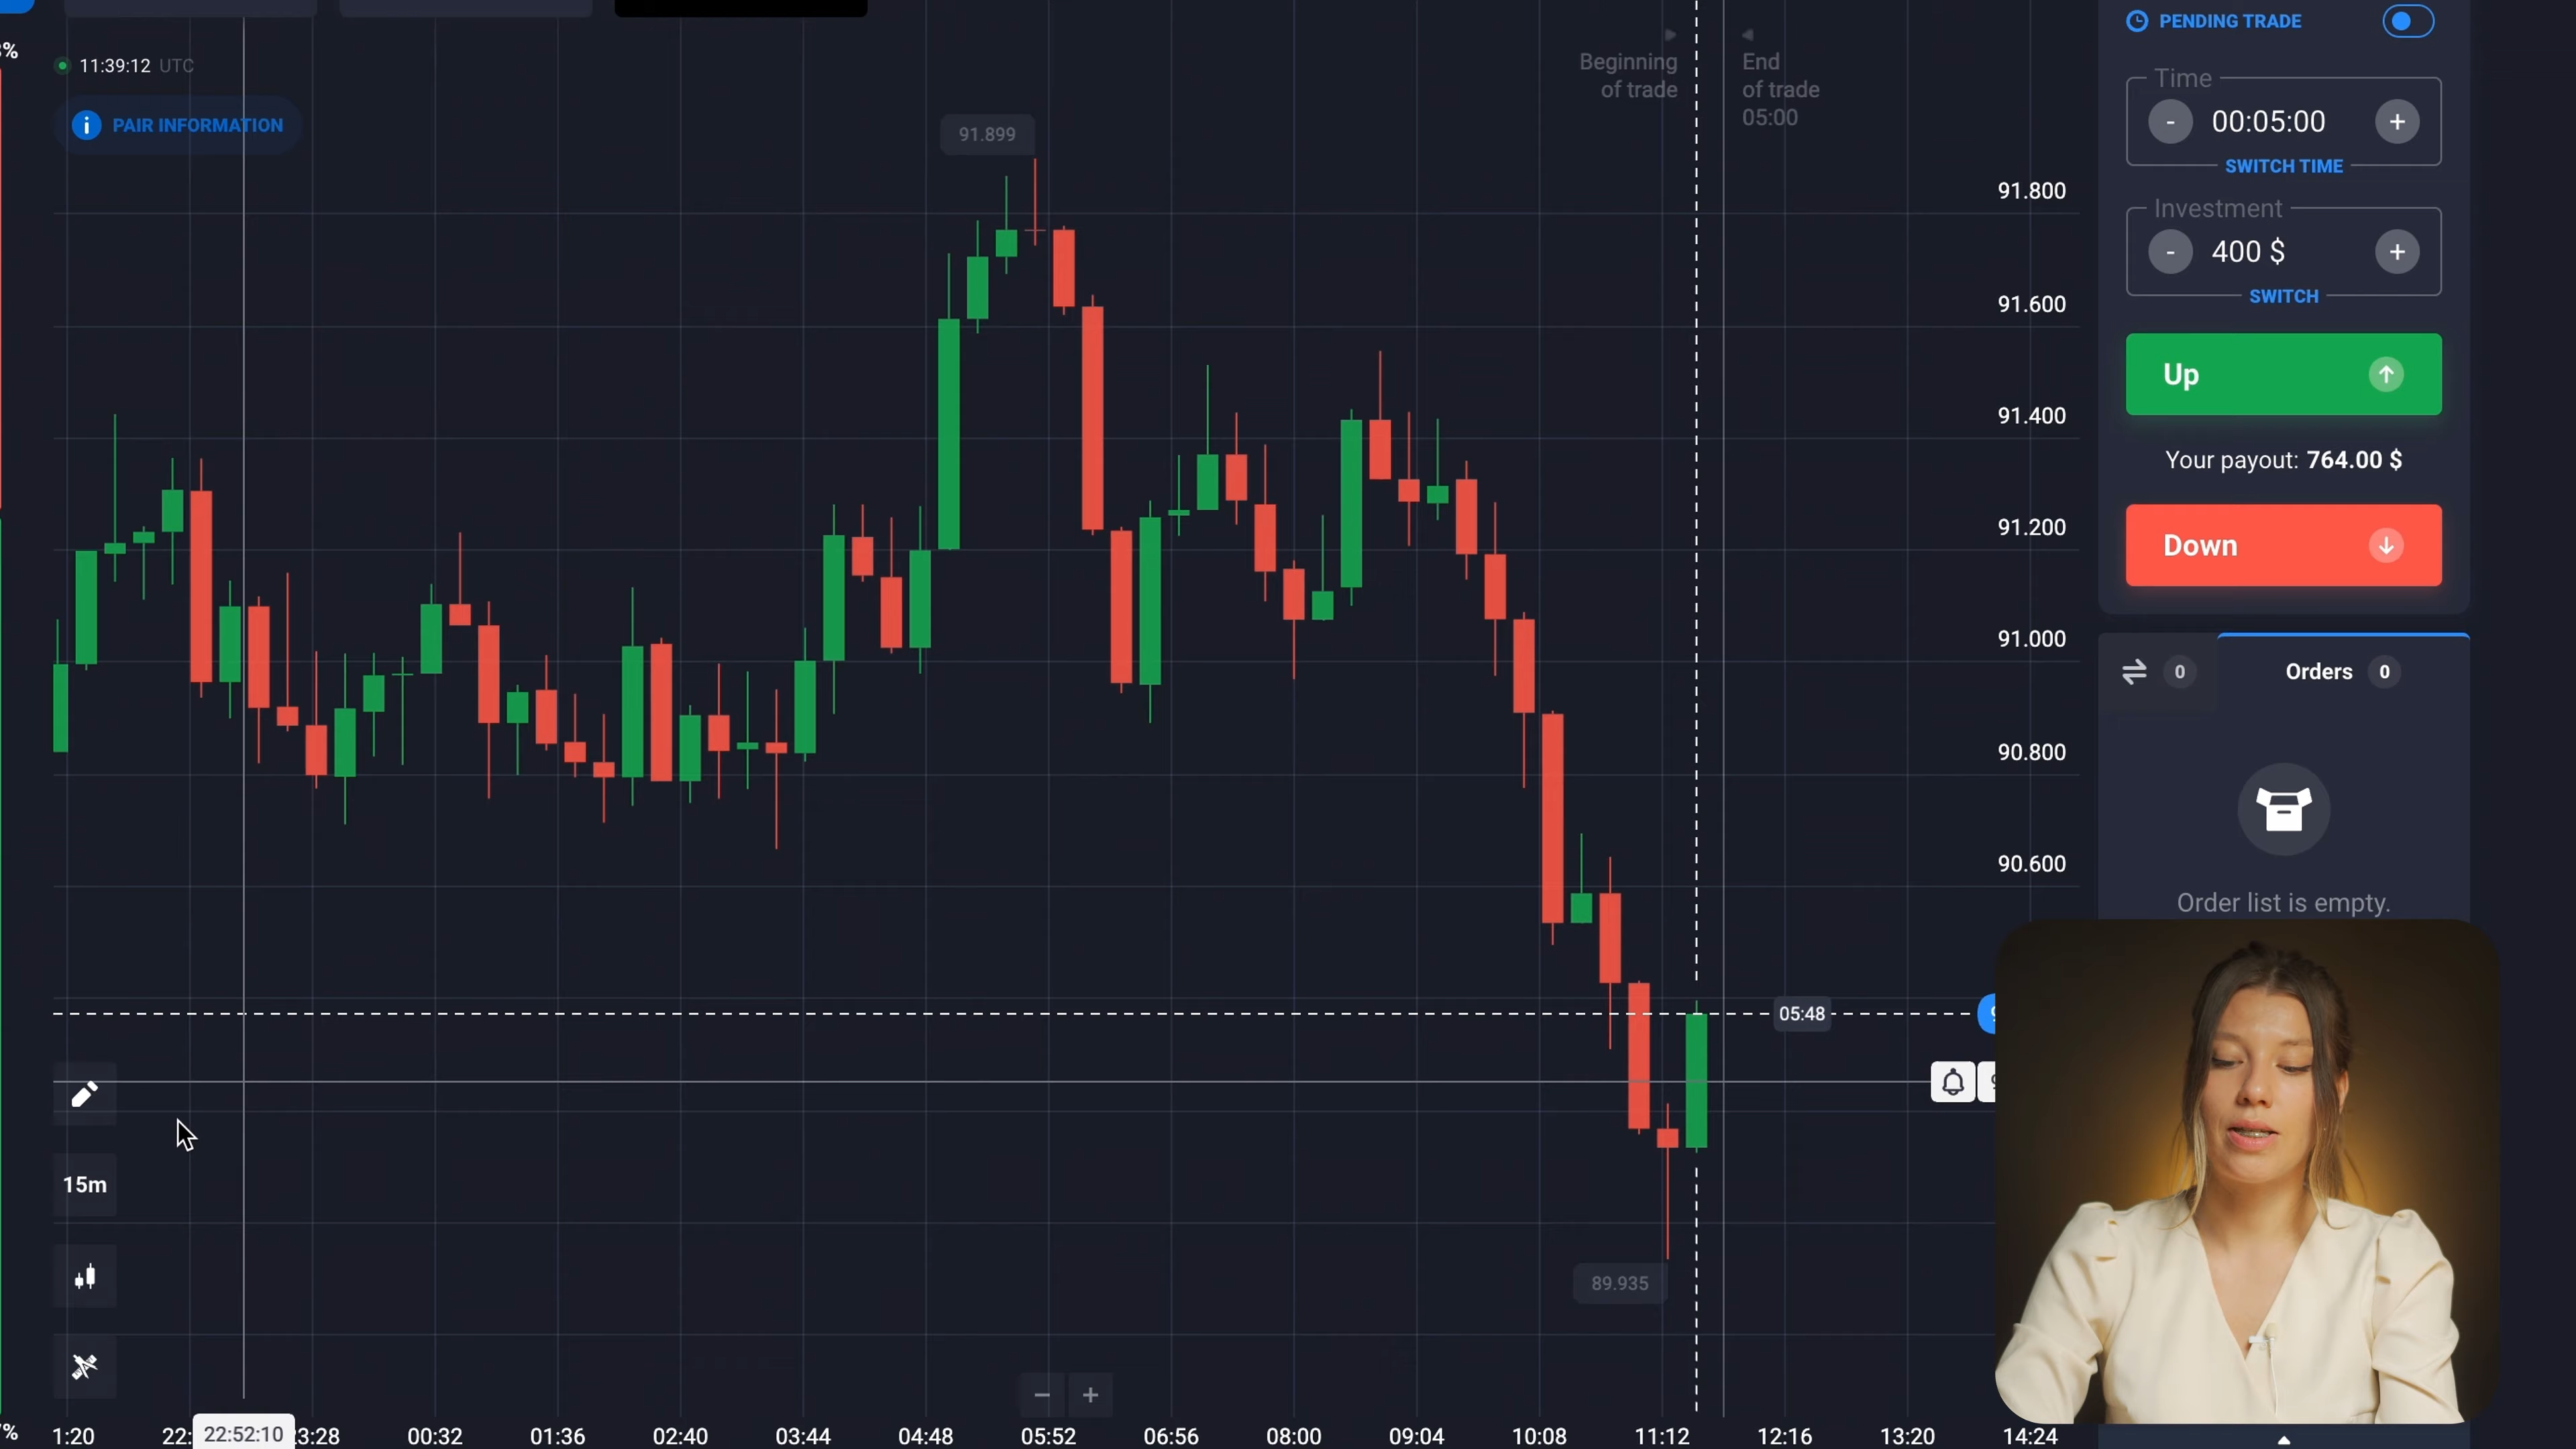 %
11:39:12 UTC
PAIR INFORMATION
91.899
Beginning
of trade
End
of trade
05:00
91.800
91.600
91.400
91.200
91.000
90.800
90.600
05:48
89.935
15m
− +
%
1:20 22: 22:52:10 3:28 00:32 01:36 02:40 03:44 04:48 05:52 06:56 08:00 09:04 10:08 11:12 12:16 13:20 14:24
PENDING TRADE
Time
- 00:05:00 +
SWITCH TIME
Investment
- 400 $ +
SWITCH
Up
Your payout: 764.00 $
Down
0 Orders 0
Order list is empty.